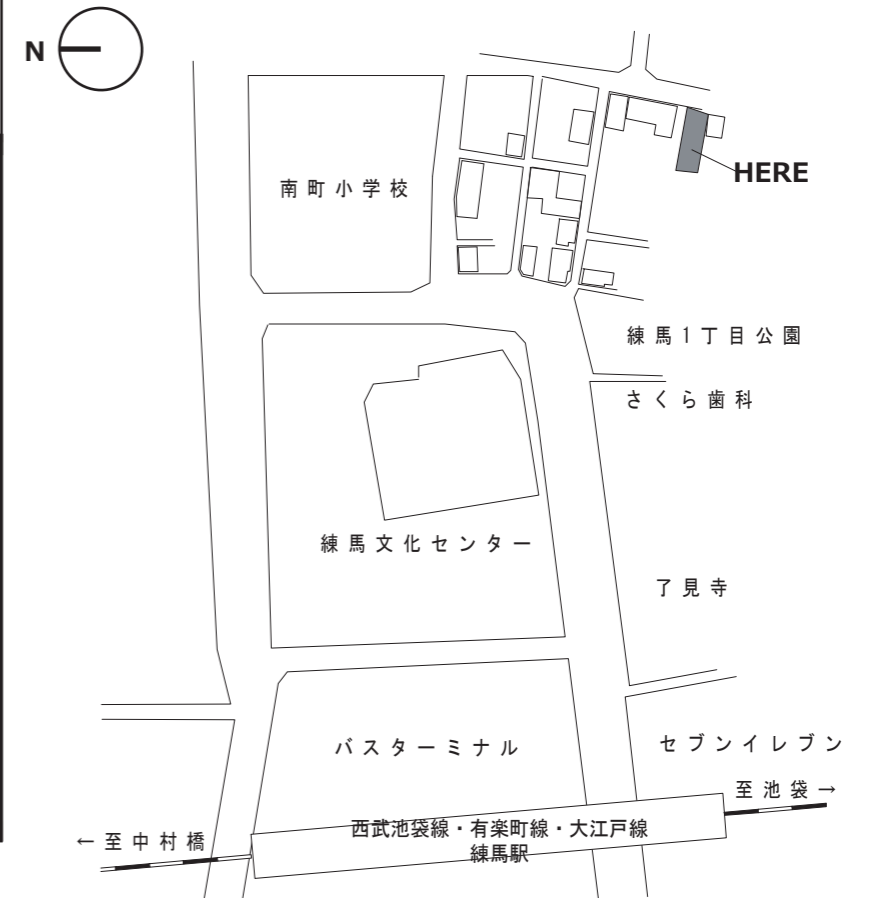 N
HERE
南町小学校
練馬1丁目公園
さくら歯科
練馬文化センター
了見寺
バスターミナル
セブンイレブン
至池袋→
←至中村橋
西武池袋線・有楽町線・大江戸線
練馬駅